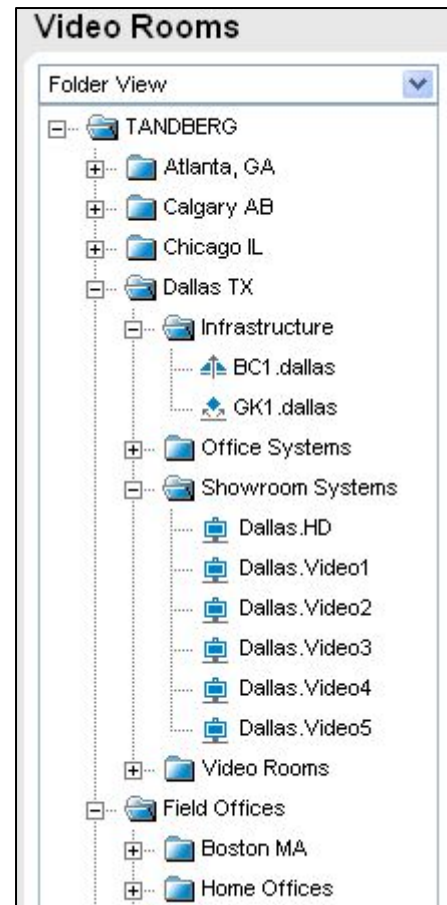 Video Rooms
Folder View
TANDBERG
Atlanta, GA
Calgary AB
Chicago IL
Dallas TX
Infrastructure
BC1.dallas
GK1.dallas
Office Systems
Showroom Systems
Dallas.HD
Dallas.Video1
Dallas.Video2
Dallas.Video3
Dallas.Video4
Dallas.Video5
Video Rooms
Field Offices
Boston MA
Home Offices